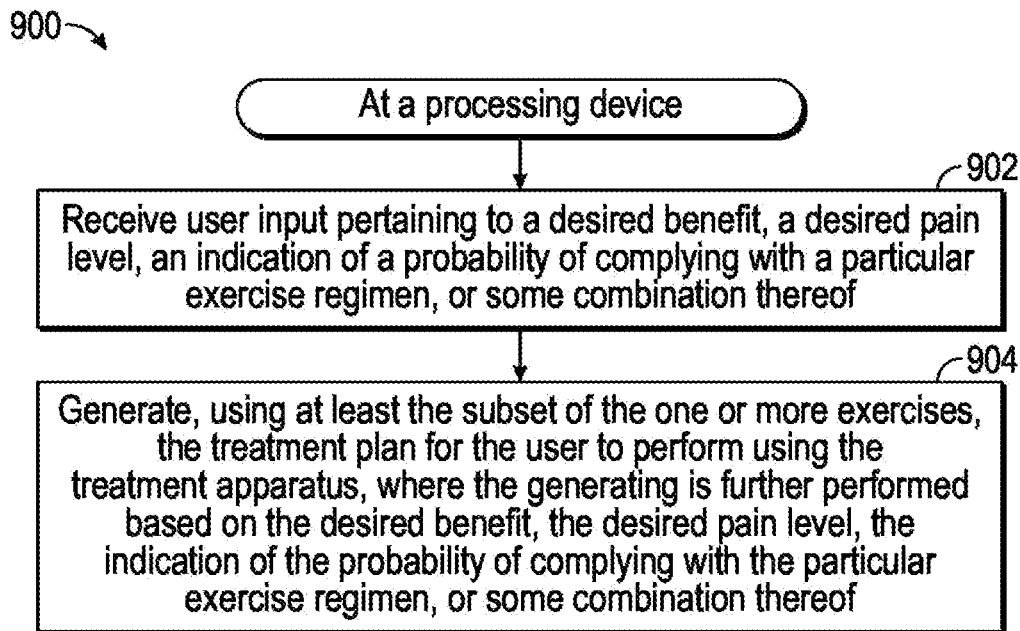 900
At a processing device
902
Receive user input pertaining to a desired benefit, a desired pain
level, an indication of a probability of complying with a particular
exercise regimen, or some combination thereof
904
Generate, using at least the subset of the one or more exercises,
the treatment plan for the user to perform using the
treatment apparatus, where the generating is further performed
based on the desired benefit, the desired pain level, the
indication of the probability of complying with the particular
exercise regimen, or some combination thereof